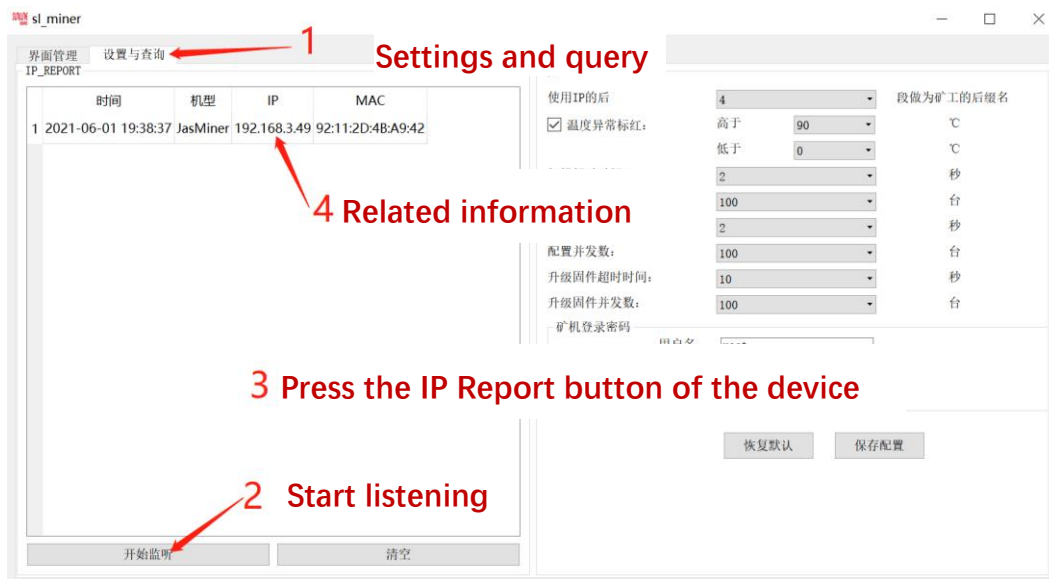 sl_miner
1
界面管理 设置与查询
Settings and query
IP_REPORT
时间 机型 IP MAC
1 2021-06-01 19:38:37 JasMiner 192.168.3.49 92:11:2D:4B:A9:42
4 Related information
3 Press the IP Report button of the device
2 Start listening
开始监听 清空
使用IP的后 4 段做为矿工的后缀名
温度异常标红: 高于 90 ℃
低于 0 ℃
2 秒
100 台
2 秒
配置并发数: 100 台
升级固件超时时间: 10 秒
升级固件并发数: 100 台
矿机登录密码
恢复默认 保存配置